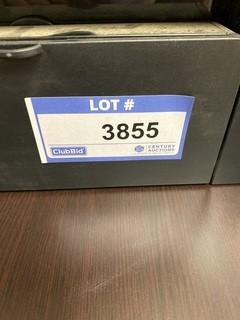 LOT #
3855
ClubBid
CENTURY
AUCTIONS